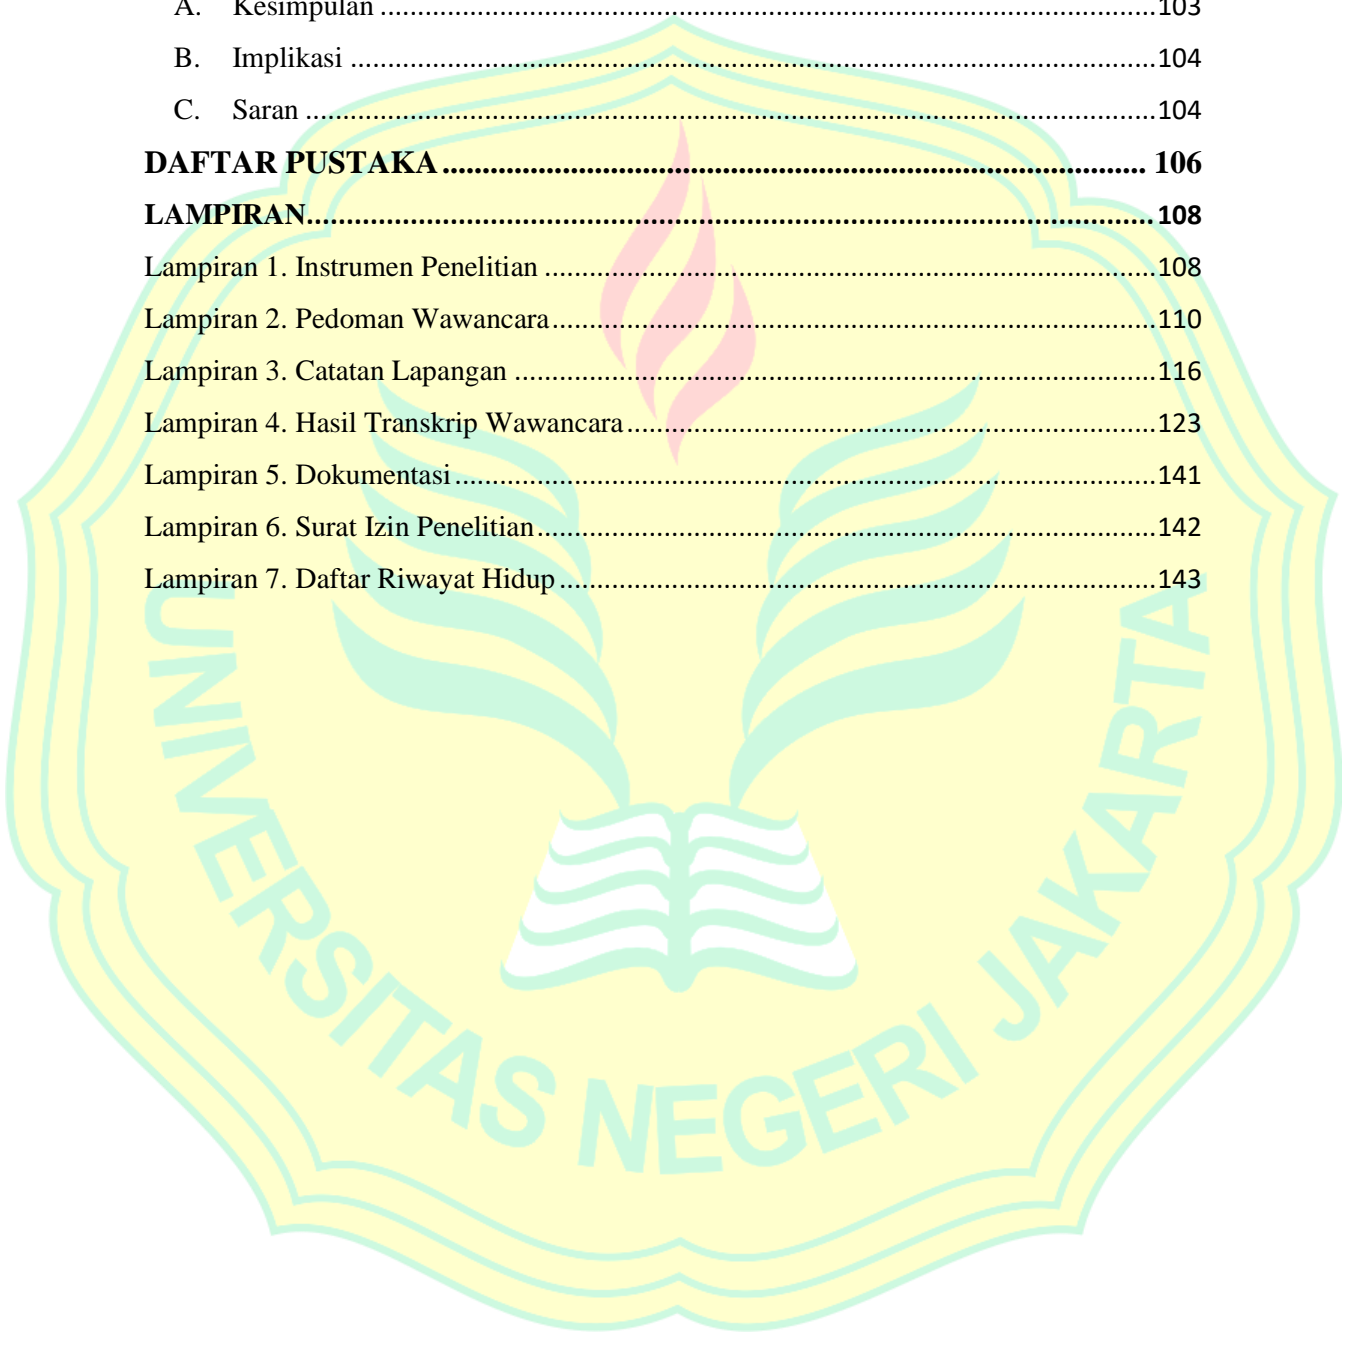 A. Kesimpulan ........................................................................................................103
B. Implikasi ............................................................................................................104
C. Saran ..................................................................................................................104
DAFTAR PUSTAKA ........................................................................................ 106
LAMPIRAN..........................................................................................................108
Lampiran 1. Instrumen Penelitian ..................................................................................108
Lampiran 2. Pedoman Wawancara.................................................................................110
Lampiran 3. Catatan Lapangan ......................................................................................116
Lampiran 4. Hasil Transkrip Wawancara.......................................................................123
Lampiran 5. Dokumentasi..............................................................................................141
Lampiran 6. Surat Izin Penelitian...................................................................................142
Lampiran 7. Daftar Riwayat Hidup ................................................................................143
UNIVERSITAS NEGERI JAKARTA